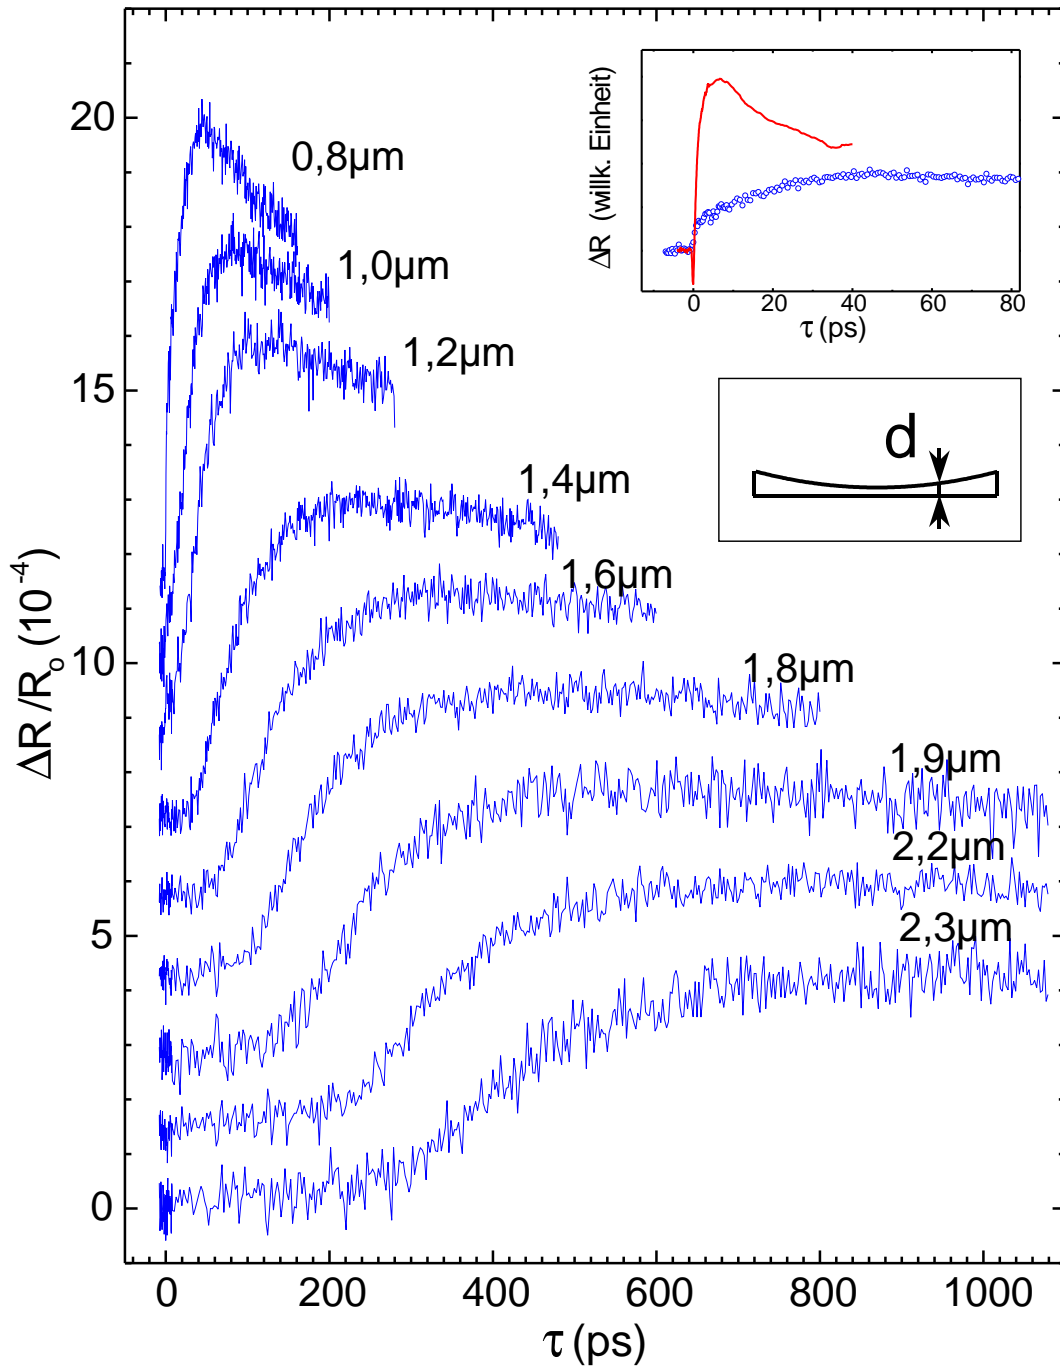 20
15
10
5
0
ΔR/R₀ (10⁻⁴)
0,8µm
1,0µm
1,2µm
1,4µm
1,6µm
1,8µm
1,9µm
2,2µm
2,3µm
ΔR (willk. Einheit)
0 20 40 60 80
τ (ps)
d
0 200 400 600 800 1000
τ (ps)